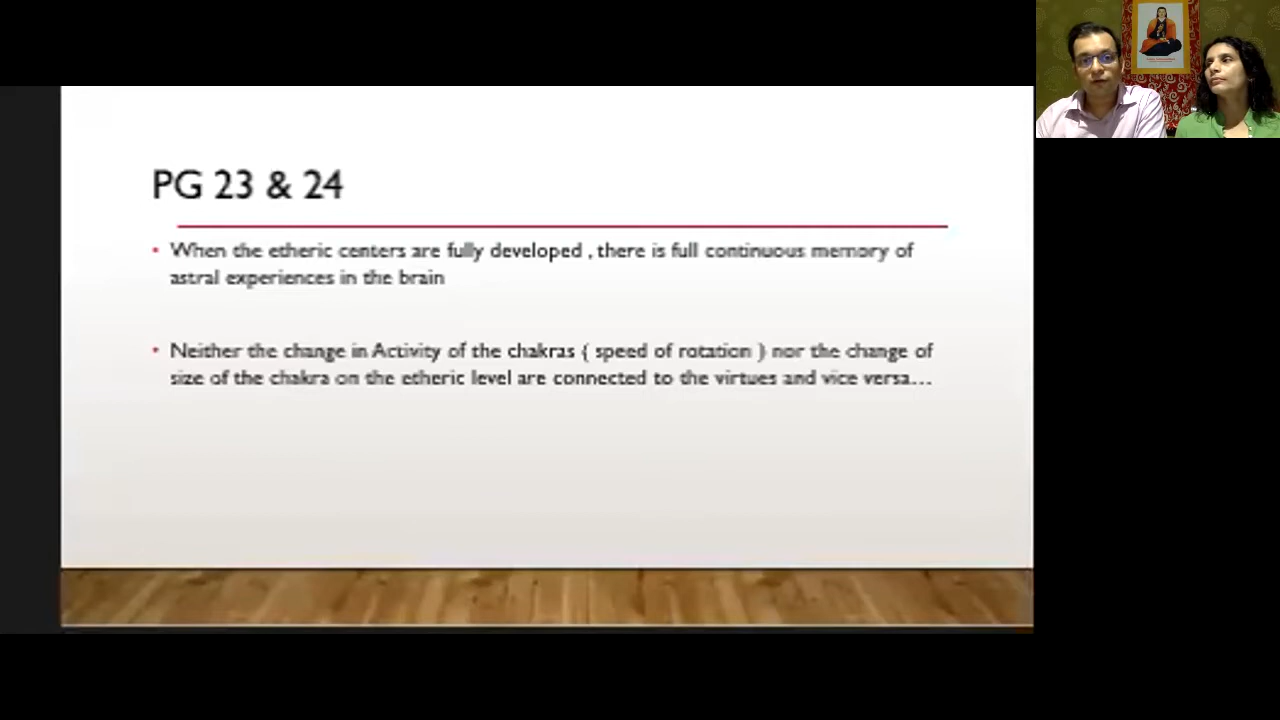 PG 23 & 24
• When the etheric centers are fully developed , there is full continuous memory of
astral experiences in the brain
• Neither the change in Activity of the chakras ( speed of rotation ) nor the change of
size of the chakra on the etheric level are connected to the virtues and vice versa...